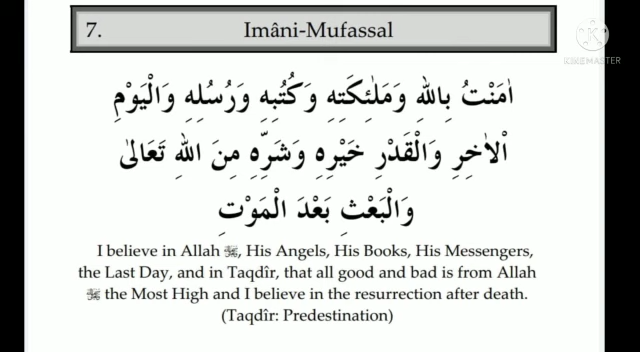 7. Imâni-Mufassal
KINEMASTER
اٰمَنْتُ بِاللهِ وَمَلٰئِكَتِهٖ وَكُتُبِهٖ وَرُسُلِهٖ وَالْيَوْمِ
الْاٰخِرِ وَالْقَدْرِ خَيْرِهٖ وَشَرِّهٖ مِنَ اللهِ تَعَالٰى
وَالْبَعْثِ بَعْدَ الْمَوْتِ
I believe in Allah ﷻ, His Angels, His Books, His Messengers,
the Last Day, and in Taqdîr, that all good and bad is from Allah
ﷻ the Most High and I believe in the resurrection after death.
(Taqdîr: Predestination)